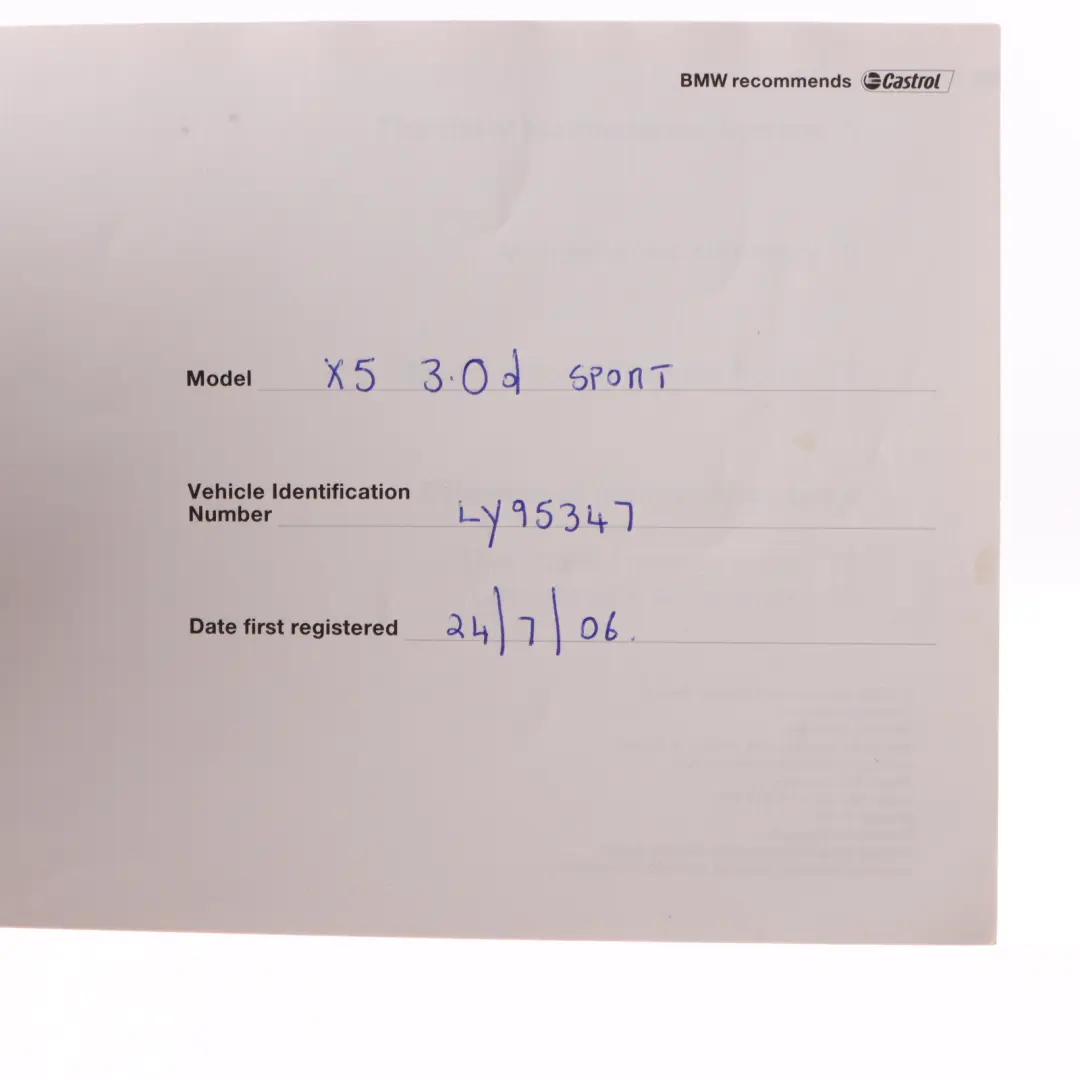 BMW recommends Castrol
Model X5 3.0d SPORT
Vehicle Identification
Number LY95347
Date first registered 24/7/06.